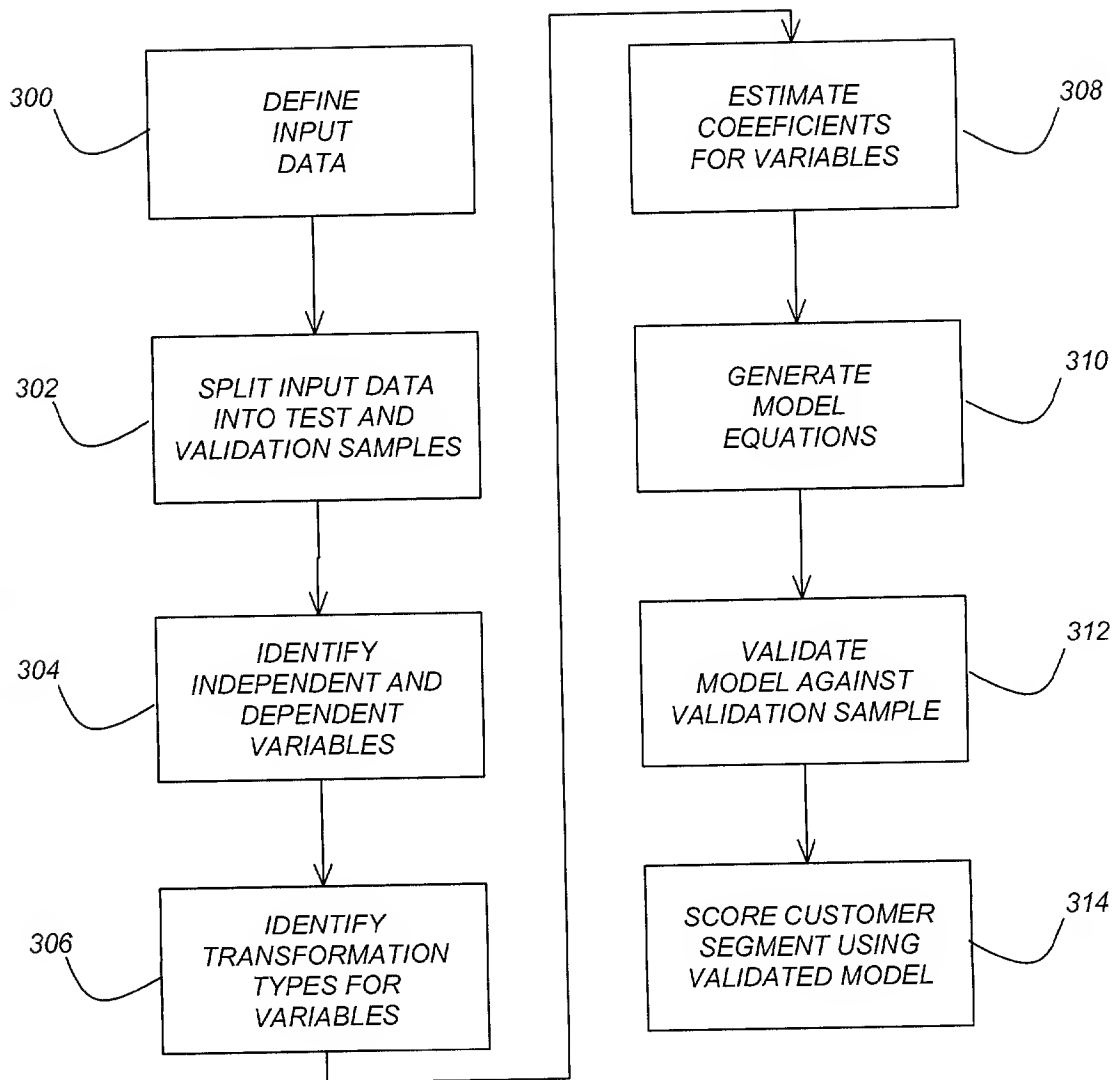 300
DEFINE
INPUT
DATA
302
SPLIT INPUT DATA
INTO TEST AND
VALIDATION SAMPLES
304
IDENTIFY
INDEPENDENT AND
DEPENDENT
VARIABLES
306
IDENTIFY
TRANSFORMATION
TYPES FOR
VARIABLES
ESTIMATE
COEEFICIENTS
FOR VARIABLES
308
GENERATE
MODEL
EQUATIONS
310
VALIDATE
MODEL AGAINST
VALIDATION SAMPLE
312
SCORE CUSTOMER
SEGMENT USING
VALIDATED MODEL
314